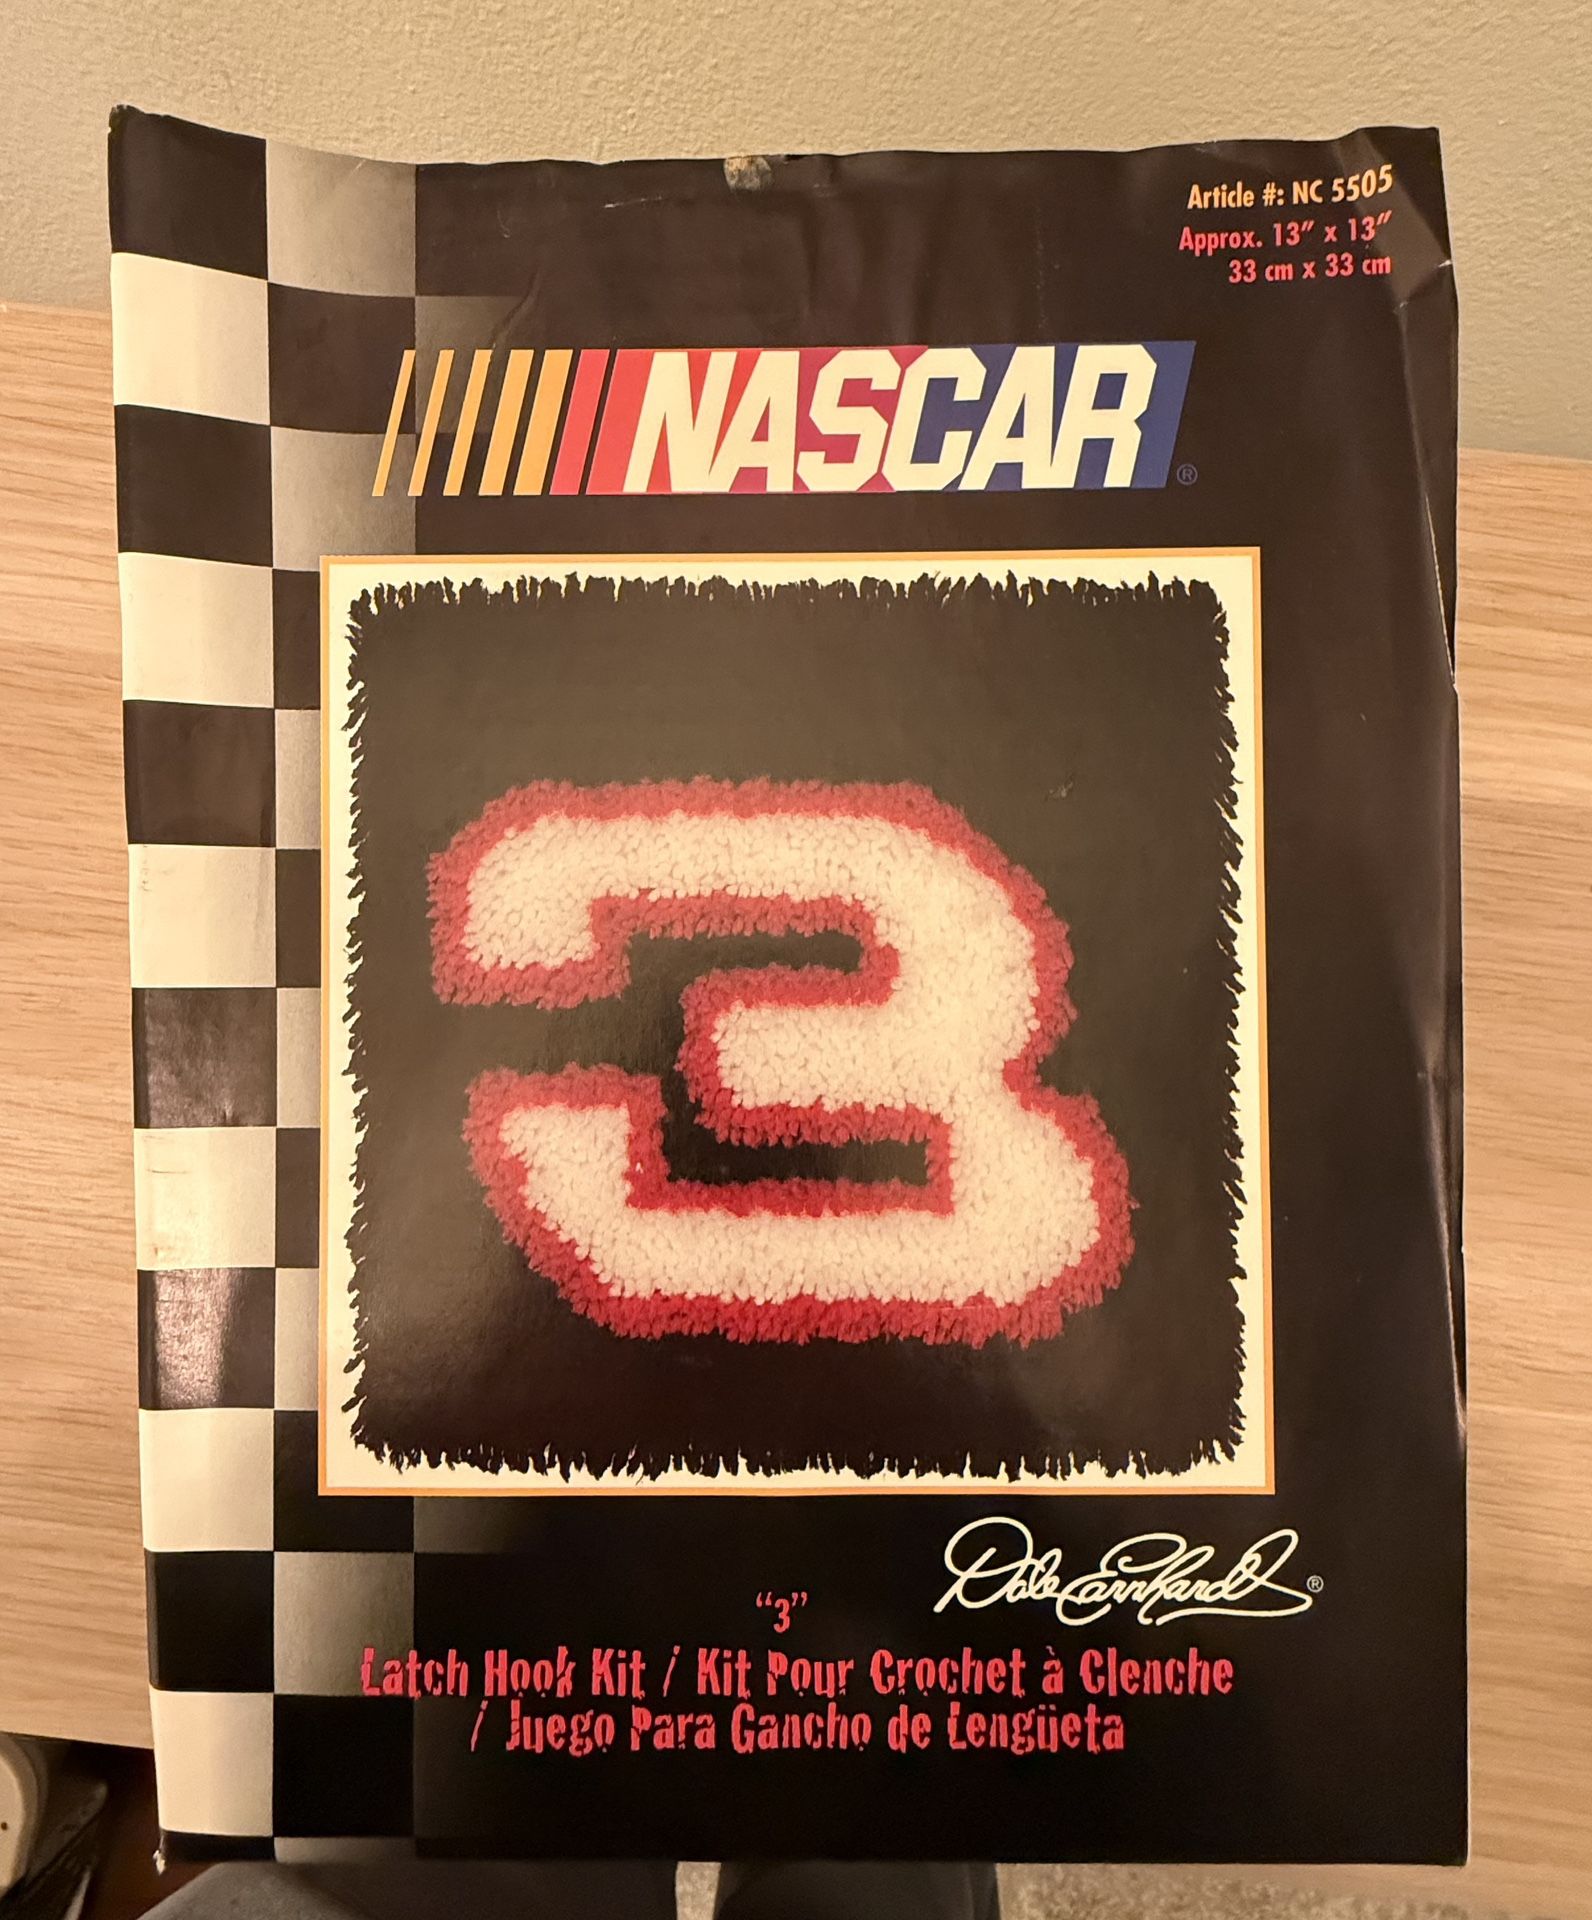 Article #: NC 5505
Approx. 13" x 13"
33 cm x 33 cm
NASCAR®
3
Dale Earnhardt®
"3"
Latch Hook Kit / Kit Pour Crochet à Clenche
/ Juego Para Gancho de Lengüeta